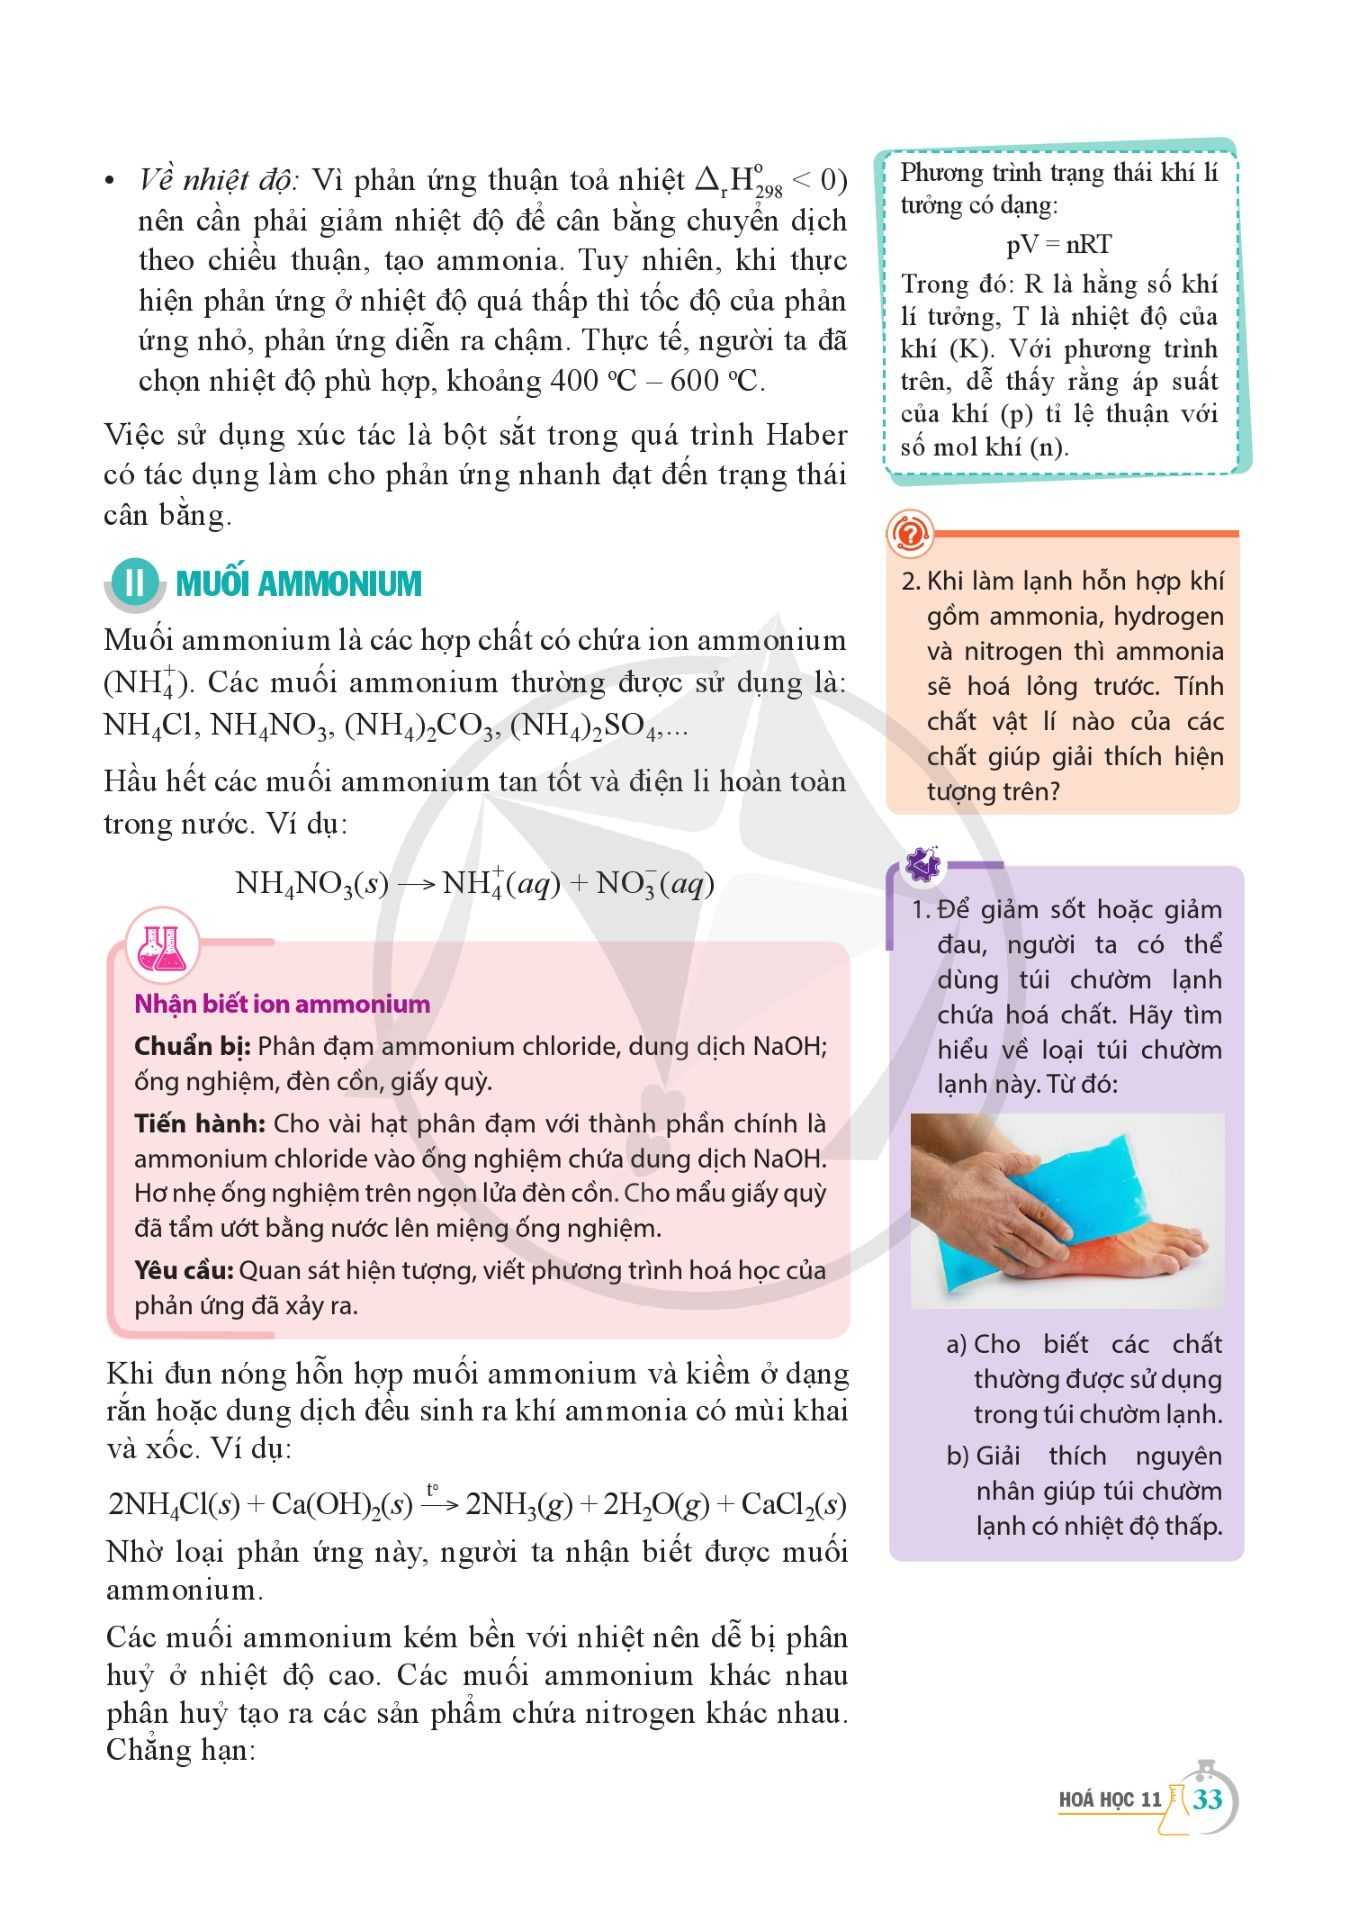 • Về nhiệt độ: Vì phản ứng thuận toả nhiệt ΔᵣH°₂₉₈ < 0)
nên cần phải giảm nhiệt độ để cân bằng chuyển dịch
theo chiều thuận, tạo ammonia. Tuy nhiên, khi thực
hiện phản ứng ở nhiệt độ quá thấp thì tốc độ của phản
ứng nhỏ, phản ứng diễn ra chậm. Thực tế, người ta đã
chọn nhiệt độ phù hợp, khoảng 400 °C – 600 °C.
Việc sử dụng xúc tác là bột sắt trong quá trình Haber
có tác dụng làm cho phản ứng nhanh đạt đến trạng thái
cân bằng.
II MUỐI AMMONIUM
Muối ammonium là các hợp chất có chứa ion ammonium
(NH₄⁺). Các muối ammonium thường được sử dụng là:
NH₄Cl, NH₄NO₃, (NH₄)₂CO₃, (NH₄)₂SO₄,...
Hầu hết các muối ammonium tan tốt và điện li hoàn toàn
trong nước. Ví dụ:
NH₄NO₃(s) → NH₄⁺(aq) + NO₃⁻(aq)
Nhận biết ion ammonium
Chuẩn bị: Phân đạm ammonium chloride, dung dịch NaOH;
ống nghiệm, đèn cồn, giấy quỳ.
Tiến hành: Cho vài hạt phân đạm với thành phần chính là
ammonium chloride vào ống nghiệm chứa dung dịch NaOH.
Hơ nhẹ ống nghiệm trên ngọn lửa đèn cồn. Cho mẩu giấy quỳ
đã tẩm ướt bằng nước lên miệng ống nghiệm.
Yêu cầu: Quan sát hiện tượng, viết phương trình hoá học của
phản ứng đã xảy ra.
Khi đun nóng hỗn hợp muối ammonium và kiềm ở dạng
rắn hoặc dung dịch đều sinh ra khí ammonia có mùi khai
và xốc. Ví dụ:
2NH₄Cl(s) + Ca(OH)₂(s) →(t°) 2NH₃(g) + 2H₂O(g) + CaCl₂(s)
Nhờ loại phản ứng này, người ta nhận biết được muối
ammonium.
Các muối ammonium kém bền với nhiệt nên dễ bị phân
huỷ ở nhiệt độ cao. Các muối ammonium khác nhau
phân huỷ tạo ra các sản phẩm chứa nitrogen khác nhau.
Chẳng hạn:
Phương trình trạng thái khí lí
tưởng có dạng:
pV = nRT
Trong đó: R là hằng số khí
lí tưởng, T là nhiệt độ của
khí (K). Với phương trình
trên, dễ thấy rằng áp suất
của khí (p) tỉ lệ thuận với
số mol khí (n).
2. Khi làm lạnh hỗn hợp khí
gồm ammonia, hydrogen
và nitrogen thì ammonia
sẽ hoá lỏng trước. Tính
chất vật lí nào của các
chất giúp giải thích hiện
tượng trên?
1. Để giảm sốt hoặc giảm
đau, người ta có thể
dùng túi chườm lạnh
chứa hoá chất. Hãy tìm
hiểu về loại túi chườm
lạnh này. Từ đó:
a) Cho biết các chất
thường được sử dụng
trong túi chườm lạnh.
b) Giải thích nguyên
nhân giúp túi chườm
lạnh có nhiệt độ thấp.
HOÁ HỌC 11 33